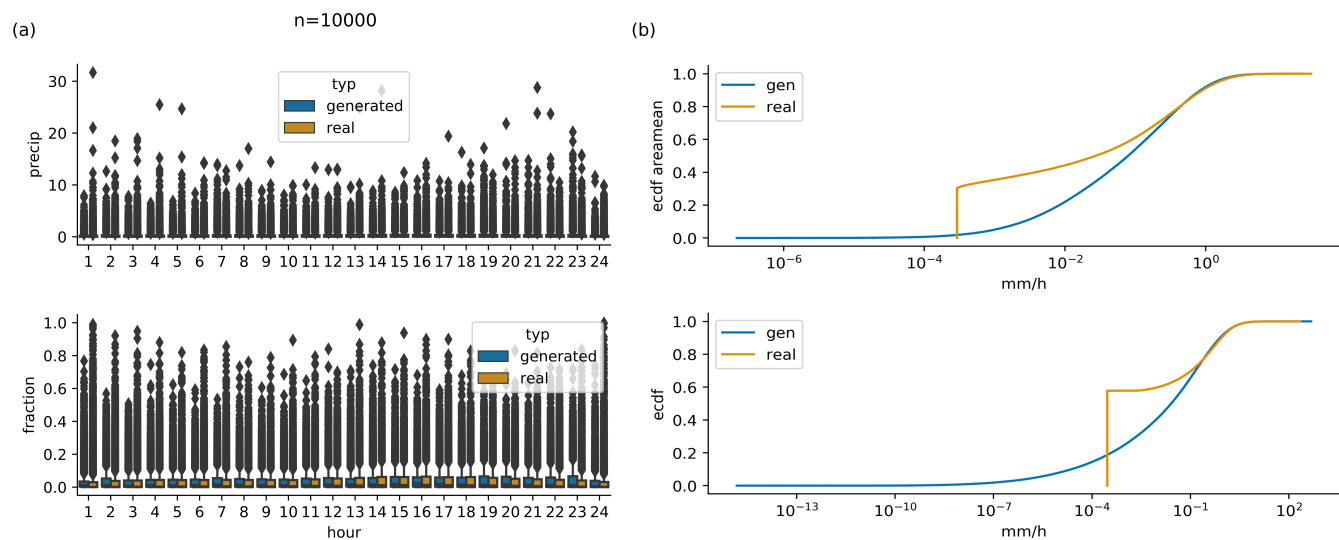 n=10000
(a)
(b)
typ
generated
real
precip
30
20
10
0
1 2 3 4 5 6 7 8 9 10 11 12 13 14 15 16 17 18 19 20 21 22 23 24
typ
generated
real
fraction
1.0
0.8
0.6
0.4
0.2
0.0
1 2 3 4 5 6 7 8 9 10 11 12 13 14 15 16 17 18 19 20 21 22 23 24
hour
gen
real
ecdf areamean
1.0
0.8
0.6
0.4
0.2
0.0
10⁻⁶ 10⁻⁴ 10⁻² 10⁰
mm/h
gen
real
ecdf
1.0
0.8
0.6
0.4
0.2
0.0
10⁻¹³ 10⁻¹⁰ 10⁻⁷ 10⁻⁴ 10⁻¹ 10²
mm/h